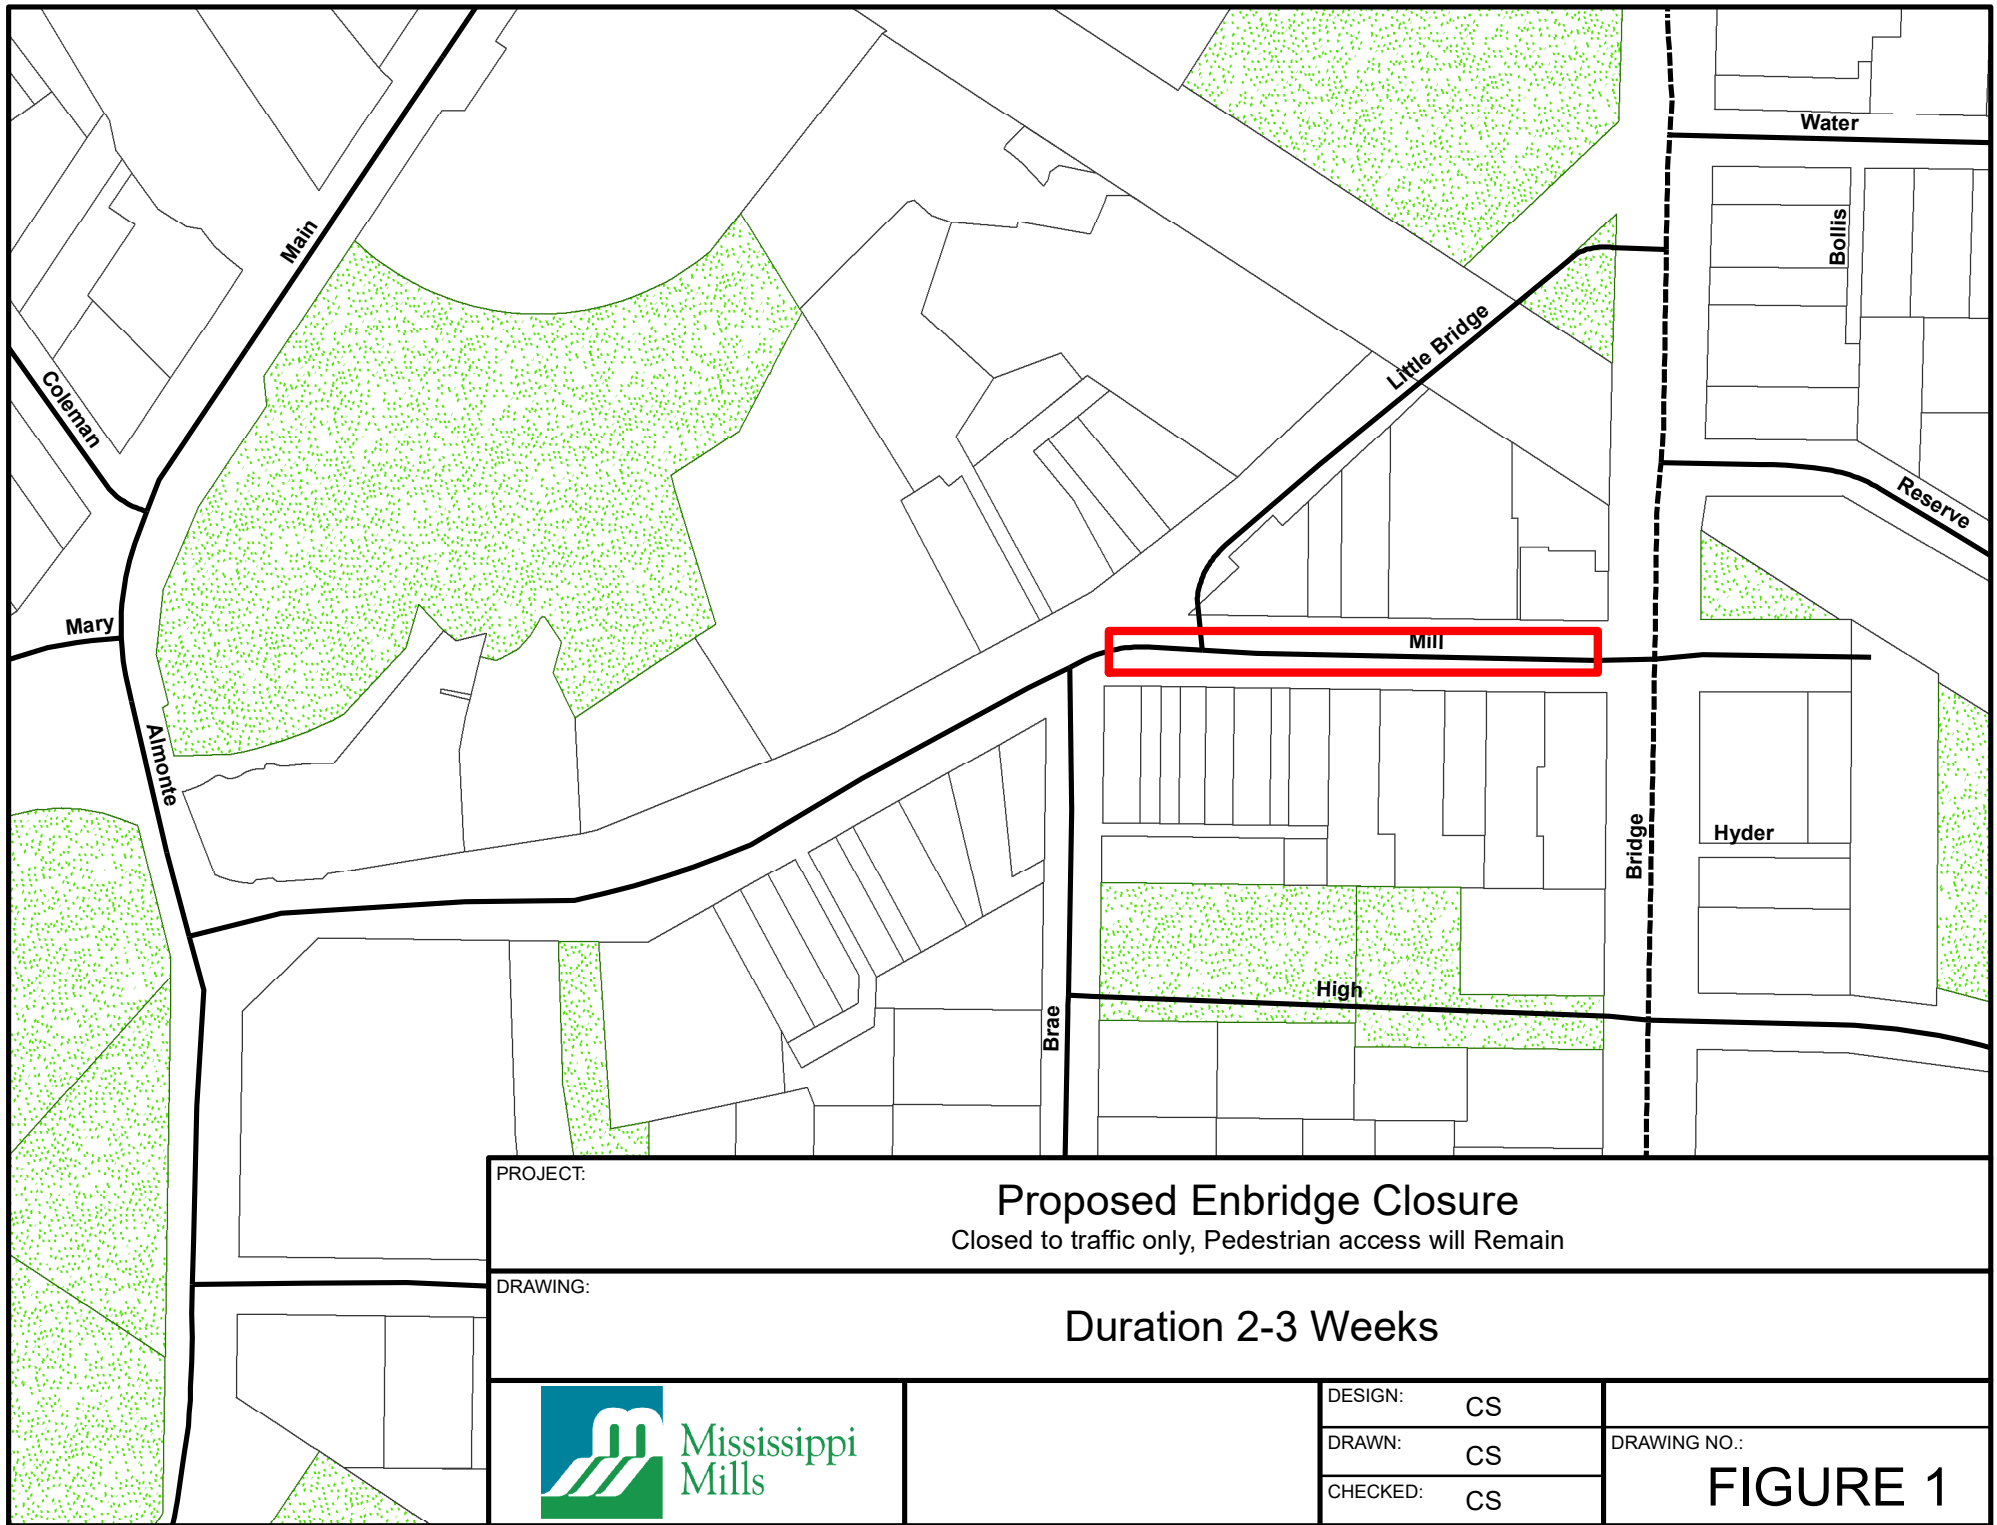 Water
Main
Bollis
Little Bridge
Coleman
Reserve
Mary
Mill
Almonte
Bridge
Hyder
High
Brae
PROJECT:
Proposed Enbridge Closure
Closed to traffic only, Pedestrian access will Remain
DRAWING:
Duration 2-3 Weeks
Mississippi
Mills
DESIGN: CS
DRAWN: CS
CHECKED: CS
DRAWING NO.:
FIGURE 1